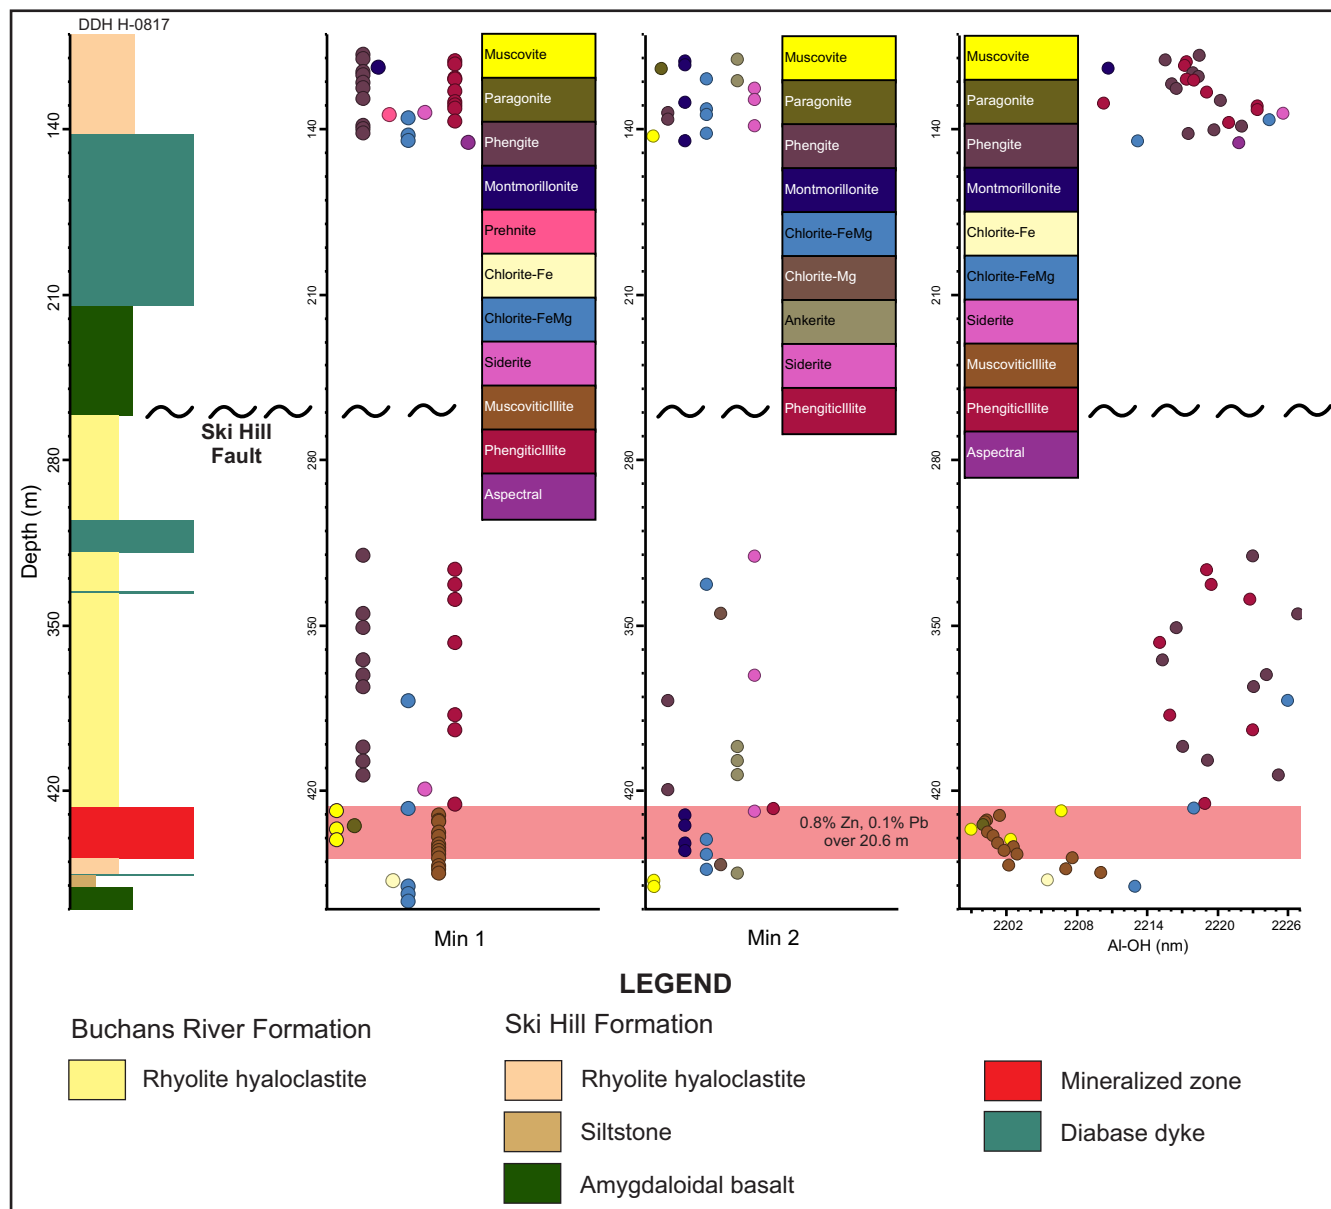 DDH H-0817
Depth (m)
140
210
280
350
420
Ski Hill
Fault
140
210
280
350
420
Min 1
Muscovite
Paragonite
Phengite
Montmorillonite
Prehnite
Chlorite-Fe
Chlorite-FeMg
Siderite
MuscoviticIllite
PhengiticIllite
Aspectral
140
210
280
350
420
Min 2
Muscovite
Paragonite
Phengite
Montmorillonite
Chlorite-FeMg
Chlorite-Mg
Ankerite
Siderite
PhengiticIllite
0.8% Zn, 0.1% Pb
over 20.6 m
Muscovite
Paragonite
Phengite
Montmorillonite
Chlorite-Fe
Chlorite-FeMg
Siderite
MuscoviticIllite
PhengiticIllite
Aspectral
2202 2208 2214 2220 2226
Al-OH (nm)
LEGEND
Buchans River Formation
Rhyolite hyaloclastite
Ski Hill Formation
Rhyolite hyaloclastite
Siltstone
Amygdaloidal basalt
Mineralized zone
Diabase dyke